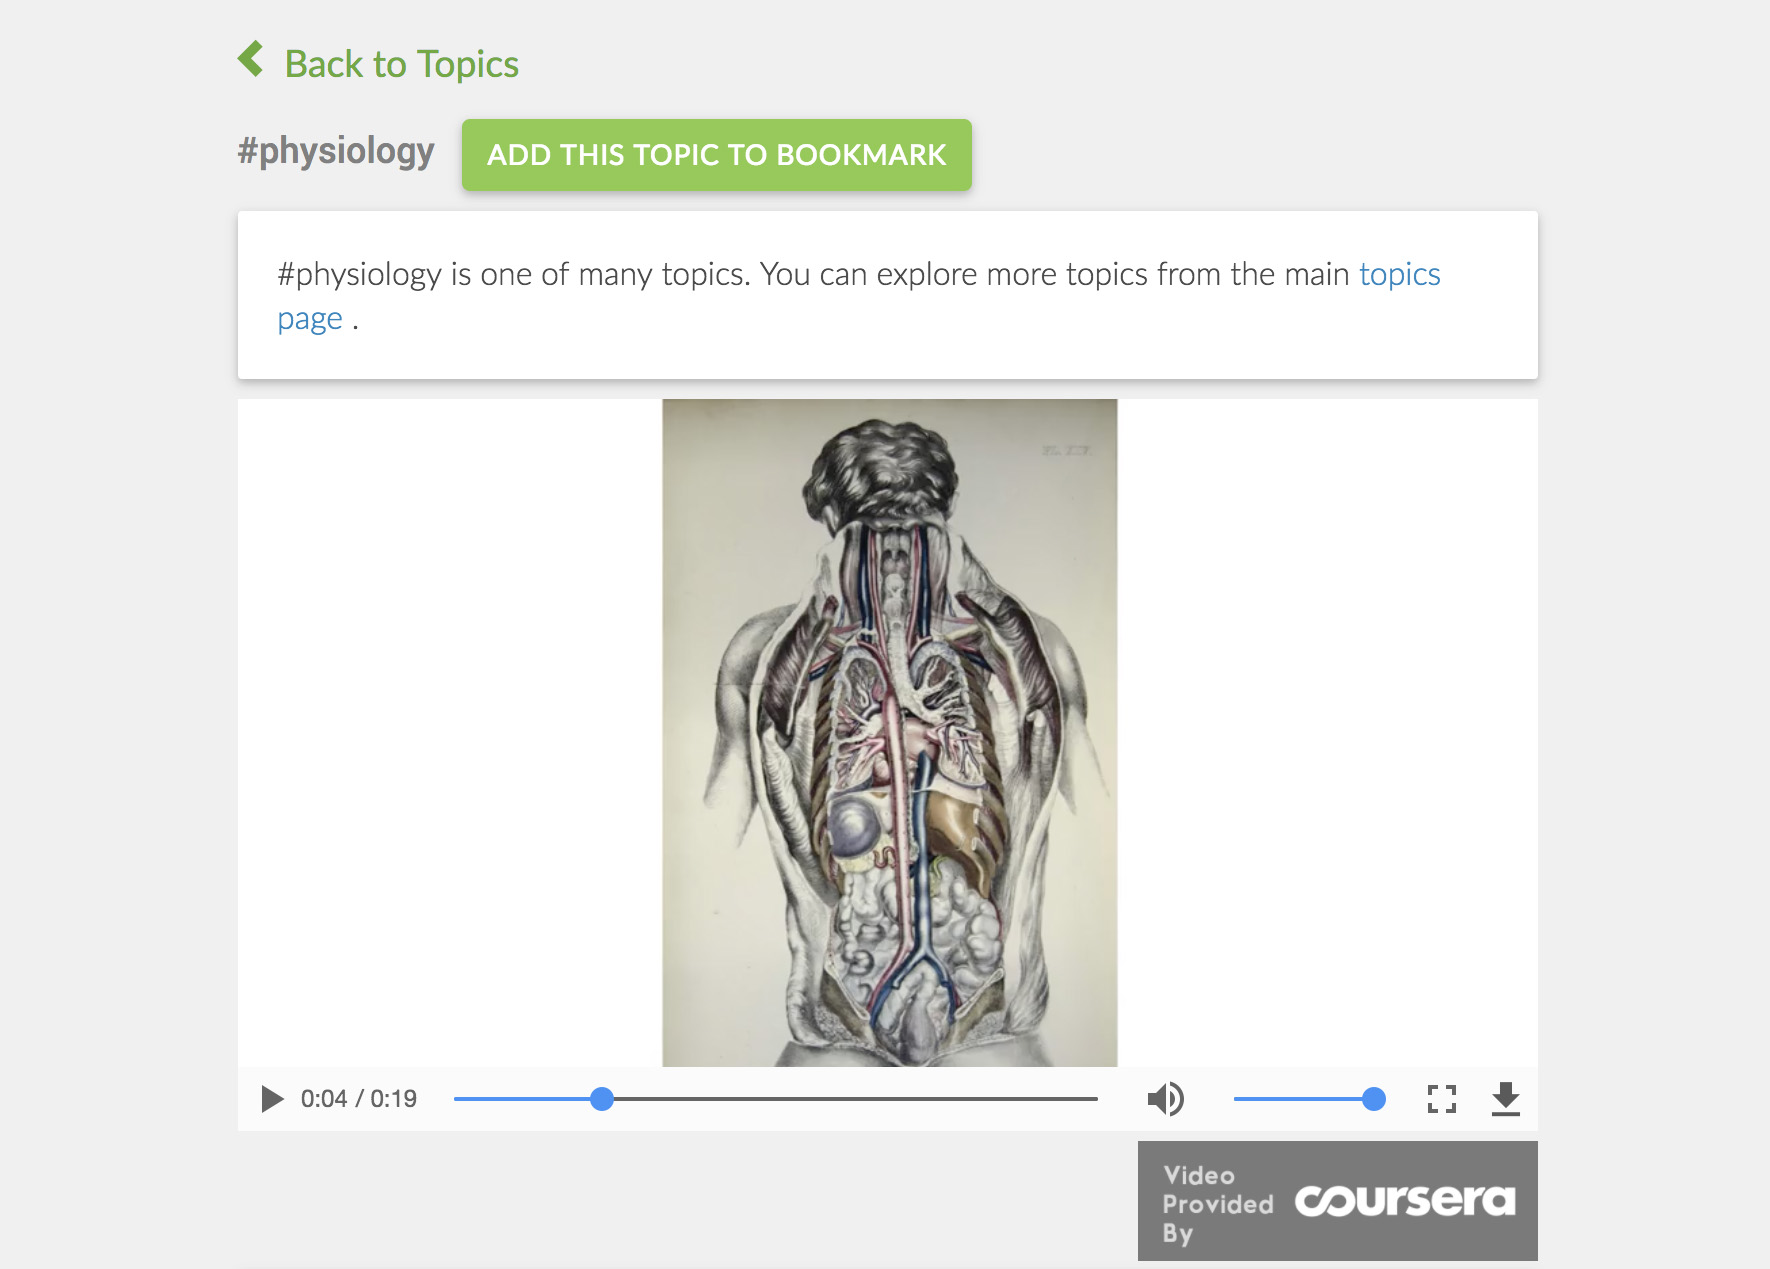 Back to Topics
#physiology
ADD THIS TOPIC TO BOOKMARK
#physiology is one of many topics. You can explore more topics from the main topics
page .
0:04 / 0:19
Video
Provided
By
coursera